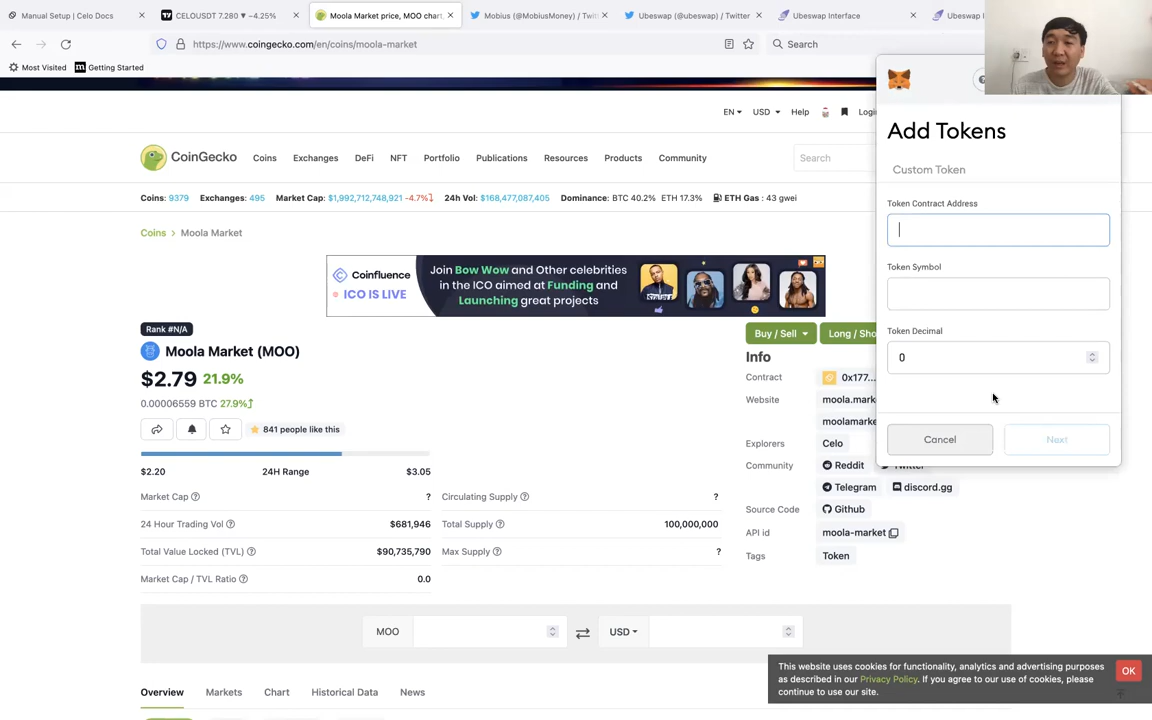 Manual Setup | Celo Docs
CELOUSDT 7.280 ▼ −4.25%
Moola Market price, MOO chart,
Mobius (@MobiusMoney) / Twit
Ubeswap (@ubeswap) / Twitter
Ubeswap Interface
Ubeswap
https://www.coingecko.com/en/coins/moola-market
Search
Most Visited
Getting Started
EN
USD
Help
Login
CoinGecko
Coins
Exchanges
DeFi
NFT
Portfolio
Publications
Resources
Products
Community
Search
Coins: 9379
Exchanges: 495
Market Cap: $1,992,712,748,921 -4.7%
24h Vol: $168,477,087,405
Dominance: BTC 40.2% ETH 17.3%
ETH Gas : 43 gwei
Coins > Moola Market
Coinfluence
ICO IS LIVE
Join Bow Wow and Other celebrities
in the ICO aimed at Funding and
Launching great projects
Rank #N/A
Moola Market (MOO)
$2.79 21.9%
0.00006559 BTC 27.9%
841 people like this
$2.20
24H Range
$3.05
Market Cap
?
24 Hour Trading Vol
$681,946
Total Value Locked (TVL)
$90,735,790
Market Cap / TVL Ratio
0.0
Circulating Supply
?
Total Supply
100,000,000
Max Supply
?
Buy / Sell
Long / Sho
Info
Contract
0x177...
Website
moola.mark
moolamarke
Explorers
Celo
Community
Reddit
Twitter
Telegram
discord.gg
Source Code
Github
API id
moola-market
Tags
Token
Add Tokens
Custom Token
Token Contract Address
Token Symbol
Token Decimal
0
Cancel
Next
MOO
USD
Overview
Markets
Chart
Historical Data
News
This website uses cookies for functionality, analytics and advertising purposes
as described in our Privacy Policy. If you agree to our use of cookies, please
continue to use our site.
OK